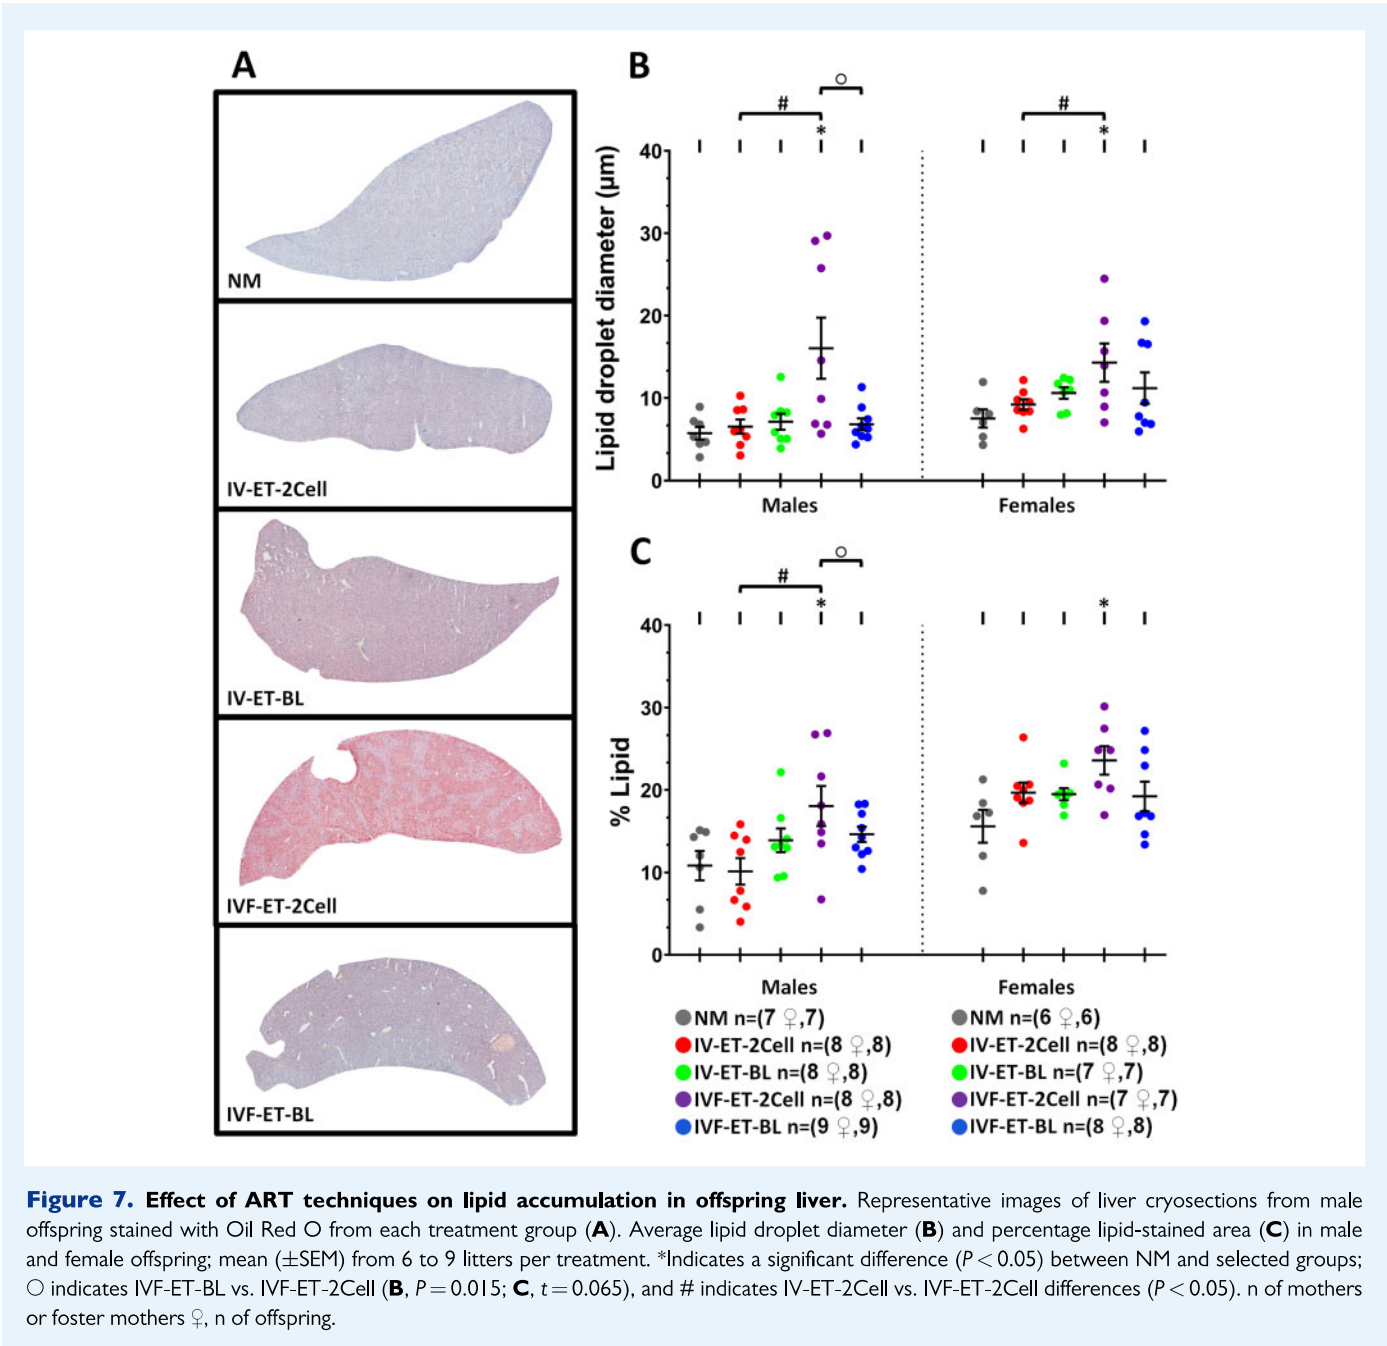 A
NM
IV-ET-2Cell
IV-ET-BL
IVF-ET-2Cell
IVF-ET-BL
B
# ○
*
#
*
Lipid droplet diameter (μm)
40
30
20
10
0
Males
Females
C
# ○
*
*
% Lipid
40
30
20
10
0
Males
Females
NM n=(7 ♀,7)
IV-ET-2Cell n=(8 ♀,8)
IV-ET-BL n=(8 ♀,8)
IVF-ET-2Cell n=(8 ♀,8)
IVF-ET-BL n=(9 ♀,9)
NM n=(6 ♀,6)
IV-ET-2Cell n=(8 ♀,8)
IV-ET-BL n=(7 ♀,7)
IVF-ET-2Cell n=(7 ♀,7)
IVF-ET-BL n=(8 ♀,8)
Figure 7. Effect of ART techniques on lipid accumulation in offspring liver. Representative images of liver cryosections from male
offspring stained with Oil Red O from each treatment group (A). Average lipid droplet diameter (B) and percentage lipid-stained area (C) in male
and female offspring; mean (±SEM) from 6 to 9 litters per treatment. *Indicates a significant difference (P < 0.05) between NM and selected groups;
○ indicates IVF-ET-BL vs. IVF-ET-2Cell (B, P = 0.015; C, t = 0.065), and # indicates IV-ET-2Cell vs. IVF-ET-2Cell differences (P < 0.05). n of mothers
or foster mothers ♀, n of offspring.